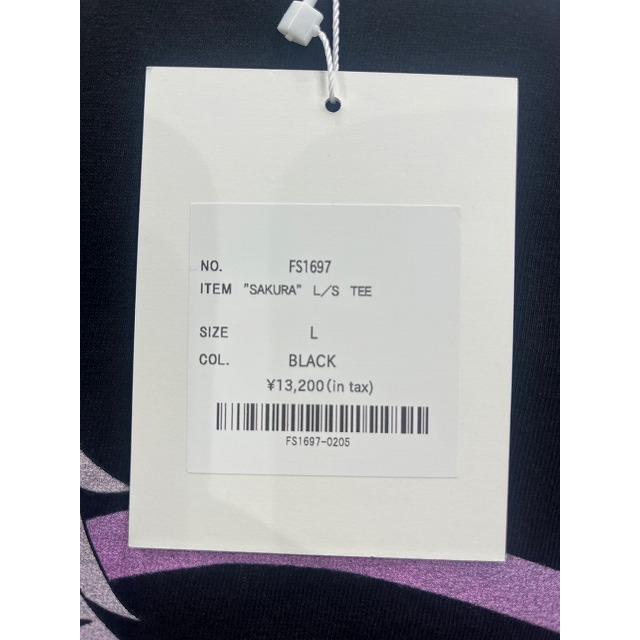 NO. FS1697
ITEM "SAKURA" L/S TEE
SIZE L
COL. BLACK
¥13,200(in tax)
FS1697-0205